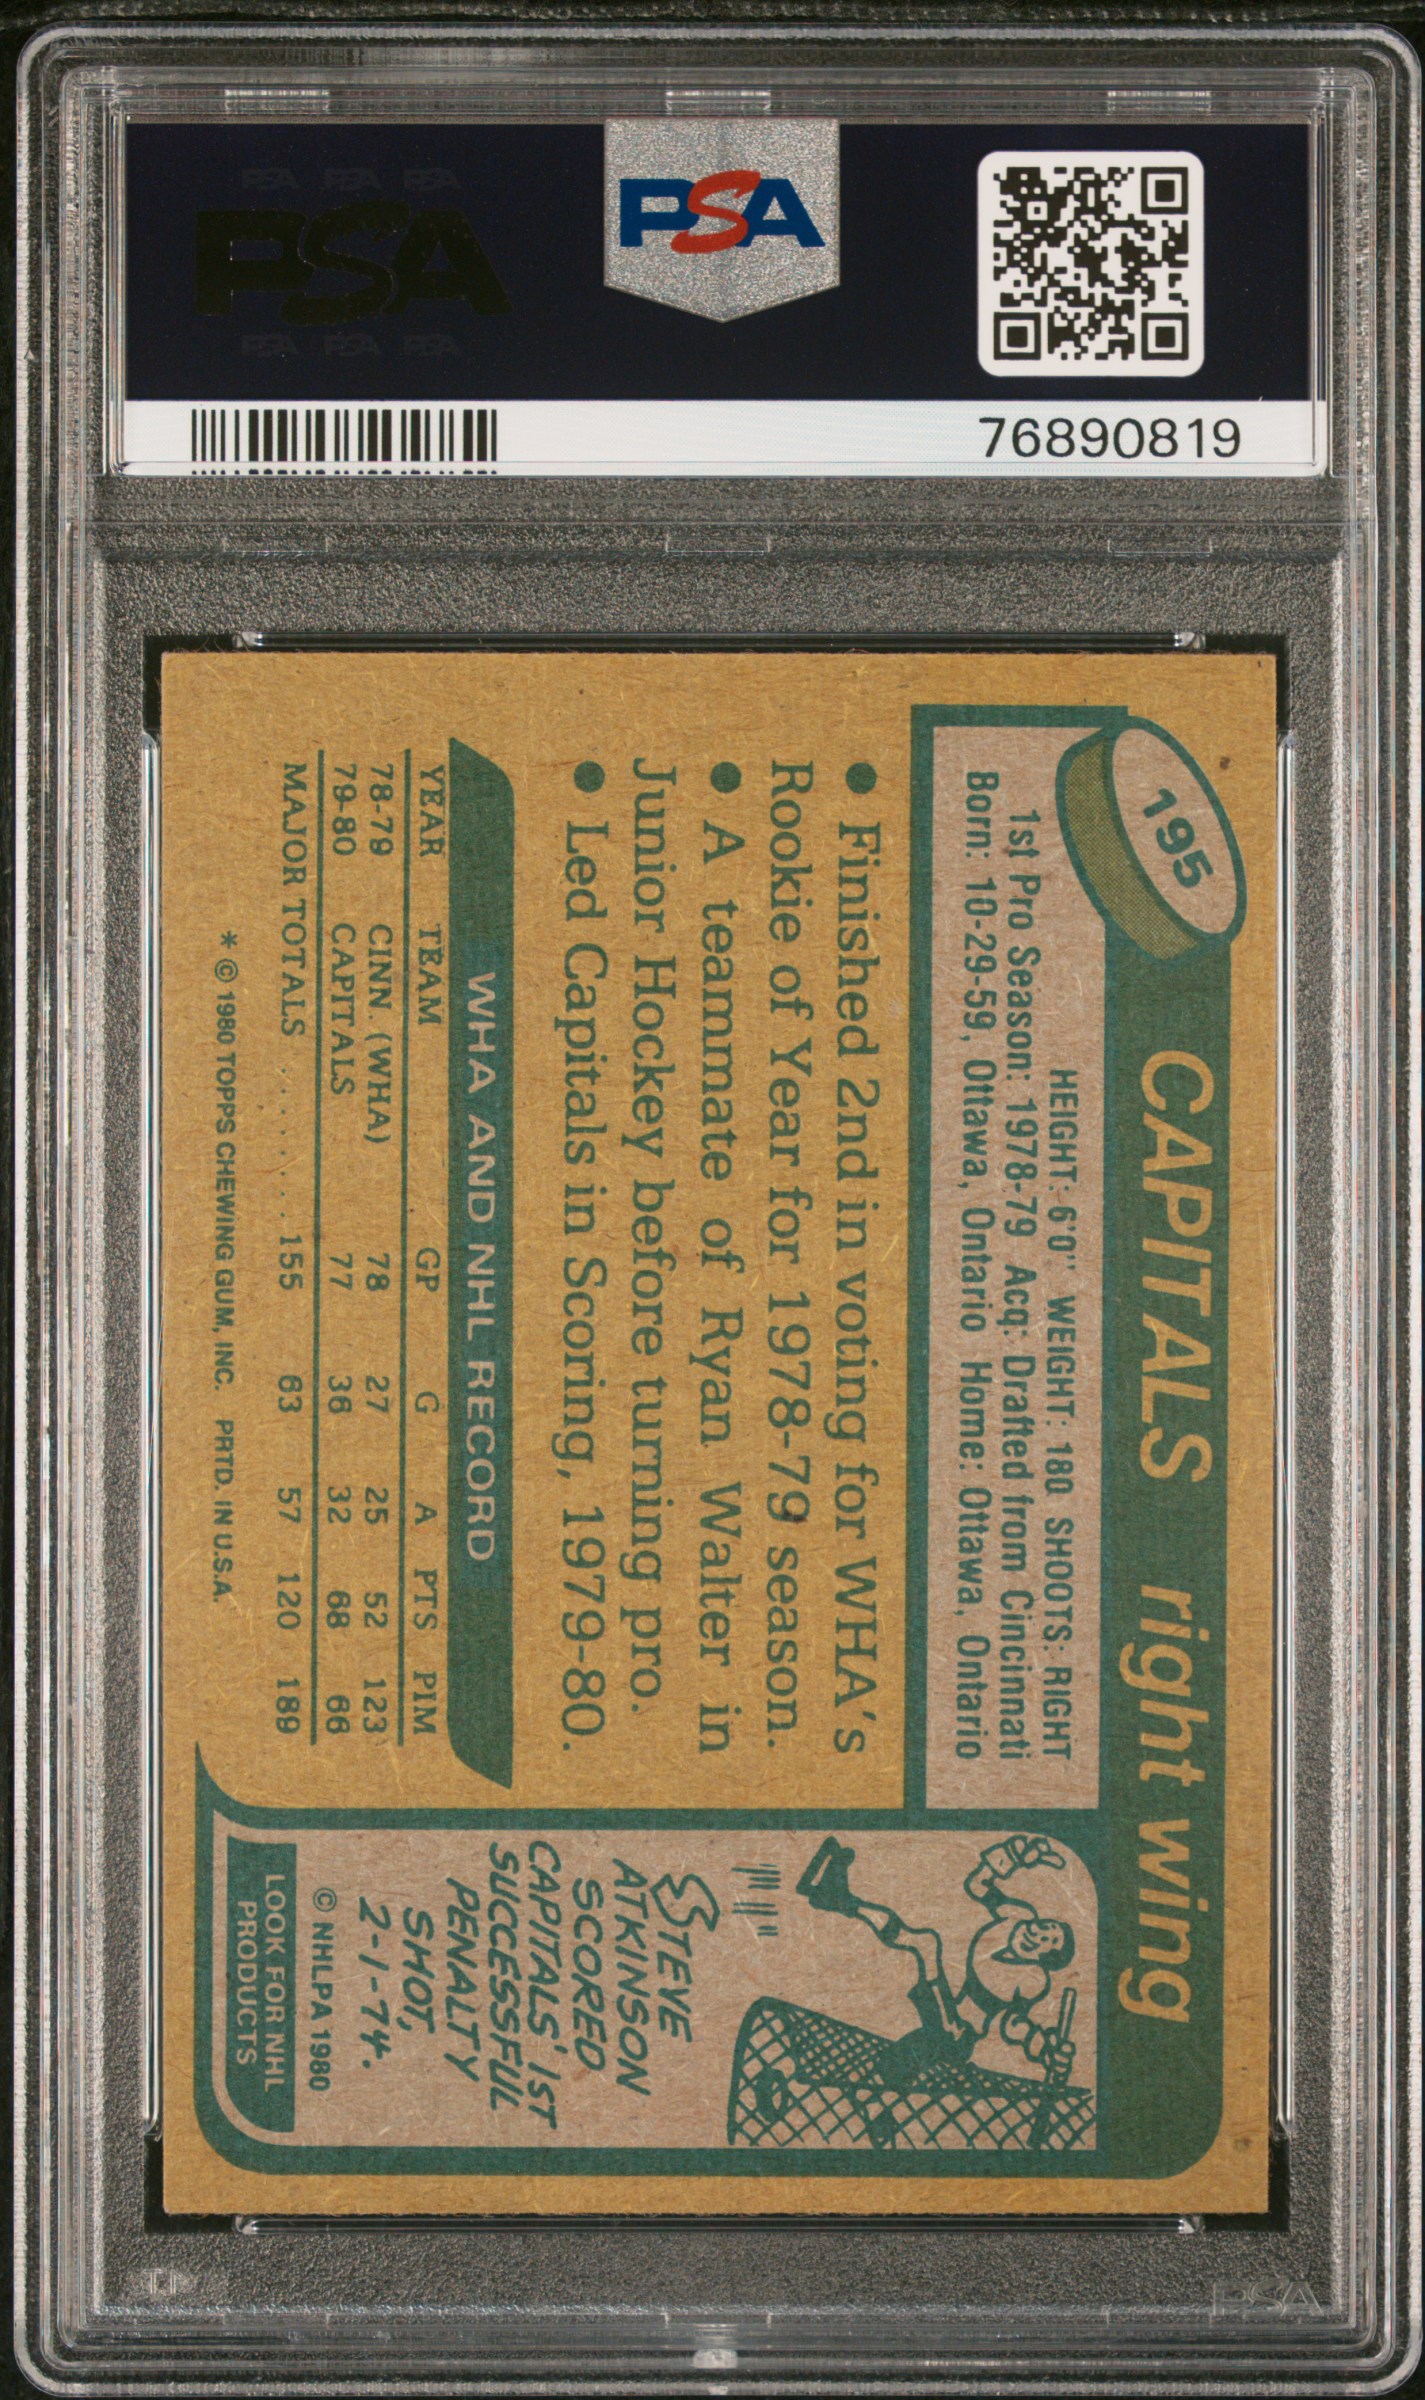 PSA PSA PSA
PSA
PSA PSA PSA
PSA
76890819
195
CAPITALS right wing
HEIGHT: 6'0" WEIGHT: 180 SHOOTS: RIGHT
1st Pro Season: 1978-79 Acq: Drafted from Cincinnati
Born: 10-29-59, Ottawa, Ontario Home: Ottawa, Ontario
● Finished 2nd in voting for WHA's
Rookie of Year for 1978-79 season.
● A teammate of Ryan Walter in
Junior Hockey before turning pro.
● Led Capitals in Scoring, 1979-80.
WHA AND NHL RECORD
YEAR TEAM GP G A PTS PIM
78-79 CINN. (WHA) 78 27 25 52 123
79-80 CAPITALS 77 36 32 68 66
MAJOR TOTALS ....... 155 63 57 120 189
* © 1980 TOPPS CHEWING GUM, INC. PRTD. IN U.S.A.
STEVE
ATKINSON
SCORED
CAPITALS' 1ST
SUCCESSFUL
PENALTY
SHOT,
2-1-74.
© NHLPA 1980
LOOK FOR NHL
PRODUCTS
PSA